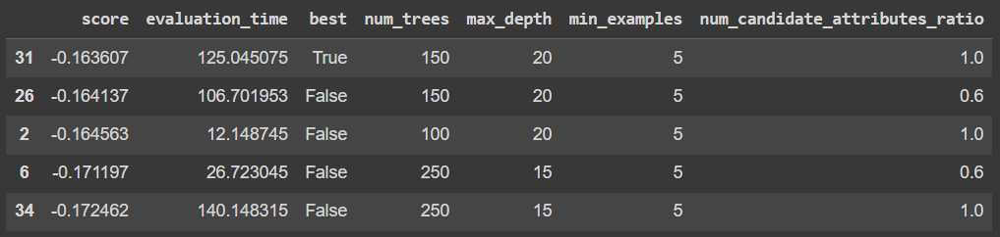 score evaluation_time best num_trees max_depth min_examples num_candidate_attributes_ratio
31 -0.163607 125.045075 True 150 20 5 1.0
26 -0.164137 106.701953 False 150 20 5 0.6
2 -0.164563 12.148745 False 100 20 5 1.0
6 -0.171197 26.723045 False 250 15 5 0.6
34 -0.172462 140.148315 False 250 15 5 1.0